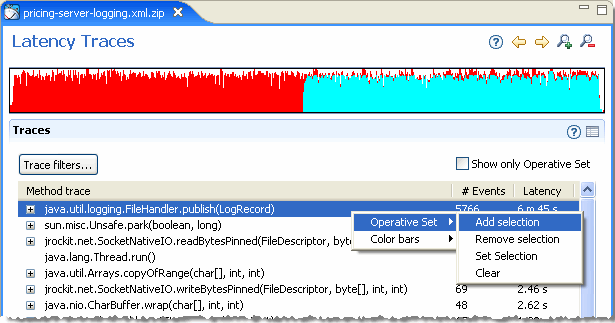 pricing-server-logging.xml.zip
Latency Traces
Traces
Trace filters...
Show only Operative Set
Method trace # Events Latency
java.util.logging.FileHandler.publish(LogRecord) 5766 6 m 45 s
sun.misc.Unsafe.park(boolean, long)
jrockit.net.SocketNativeIO.readBytesPinned(FileDescriptor,
java.lang.Thread.run()
java.util.Arrays.copyOfRange(char[], int, int)
jrockit.net.SocketNativeIO.writeBytesPinned(FileDescriptor, byte[], int, int) 69 2.46 s
java.nio.CharBuffer.wrap(char[], int, int) 48 2.62 s
Operative Set
Color bars
Add selection
Remove selection
Set Selection
Clear